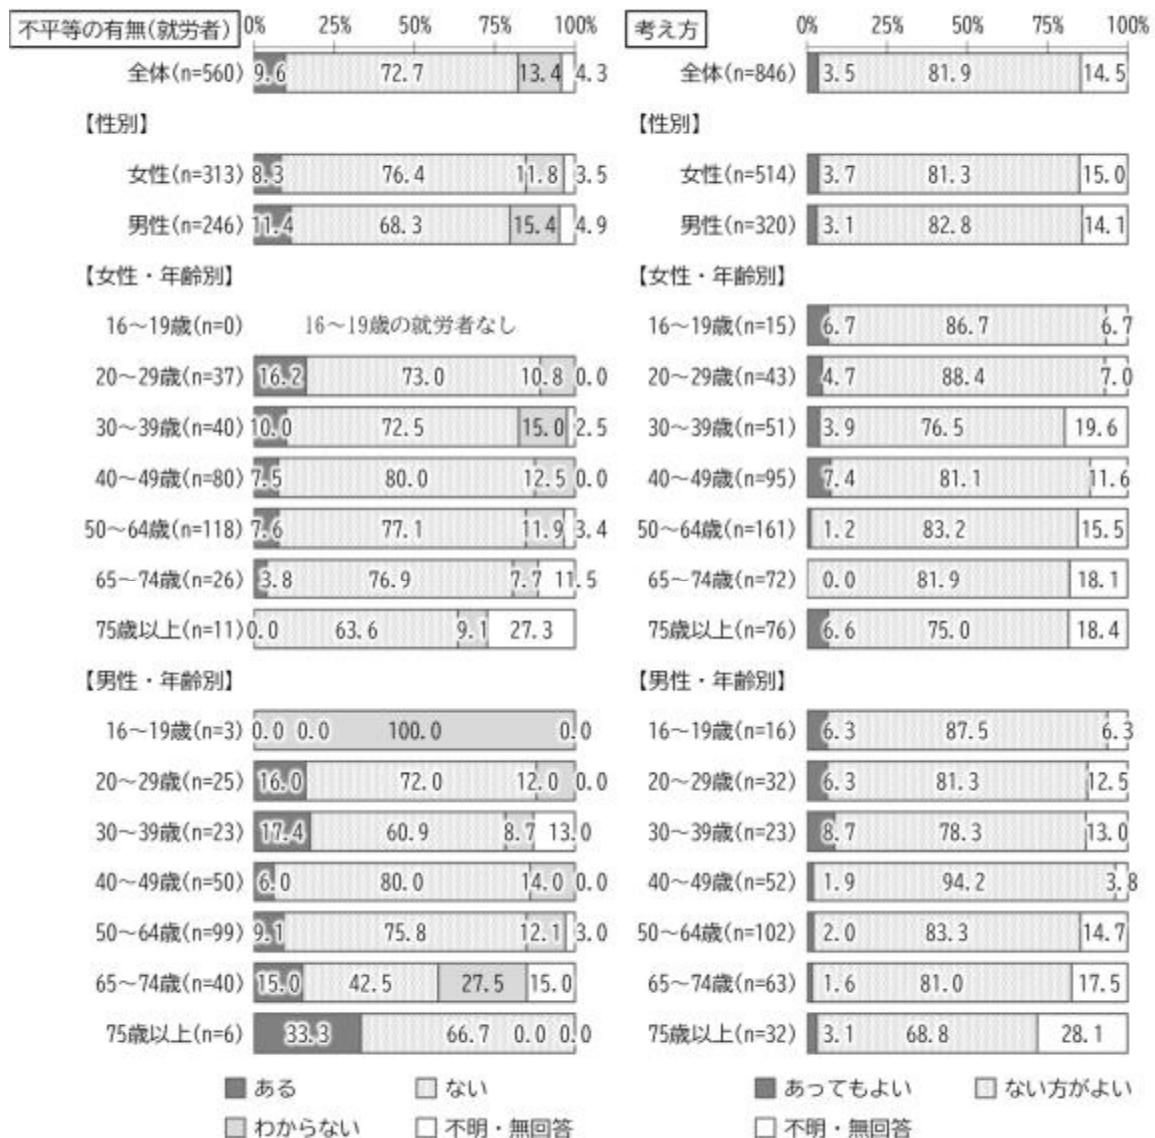 不平等の有無(就労者) 0% 25% 50% 75% 100%
全体(n=560) 9.6 72.7 13.4 4.3
【性別】
女性(n=313) 8.3 76.4 11.8 3.5
男性(n=246) 11.4 68.3 15.4 4.9
【女性・年齢別】
16～19歳(n=0) 16～19歳の就労者なし
20～29歳(n=37) 16.2 73.0 10.8 0.0
30～39歳(n=40) 10.0 72.5 15.0 2.5
40～49歳(n=80) 7.5 80.0 12.5 0.0
50～64歳(n=118) 7.6 77.1 11.9 3.4
65～74歳(n=26) 3.8 76.9 7.7 11.5
75歳以上(n=11) 0.0 63.6 9.1 27.3
【男性・年齢別】
16～19歳(n=3) 0.0 0.0 100.0 0.0
20～29歳(n=25) 16.0 72.0 12.0 0.0
30～39歳(n=23) 17.4 60.9 8.7 13.0
40～49歳(n=50) 6.0 80.0 14.0 0.0
50～64歳(n=99) 9.1 75.8 12.1 3.0
65～74歳(n=40) 15.0 42.5 27.5 15.0
75歳以上(n=6) 33.3 66.7 0.0 0.0
ある ない
わからない 不明・無回答
考え方 0% 25% 50% 75% 100%
全体(n=846) 3.5 81.9 14.5
【性別】
女性(n=514) 3.7 81.3 15.0
男性(n=320) 3.1 82.8 14.1
【女性・年齢別】
16～19歳(n=15) 6.7 86.7 6.7
20～29歳(n=43) 4.7 88.4 7.0
30～39歳(n=51) 3.9 76.5 19.6
40～49歳(n=95) 7.4 81.1 11.6
50～64歳(n=161) 1.2 83.2 15.5
65～74歳(n=72) 0.0 81.9 18.1
75歳以上(n=76) 6.6 75.0 18.4
【男性・年齢別】
16～19歳(n=16) 6.3 87.5 6.3
20～29歳(n=32) 6.3 81.3 12.5
30～39歳(n=23) 8.7 78.3 13.0
40～49歳(n=52) 1.9 94.2 3.8
50～64歳(n=102) 2.0 83.3 14.7
65～74歳(n=63) 1.6 81.0 17.5
75歳以上(n=32) 3.1 68.8 28.1
あってもよい ない方がよい
不明・無回答